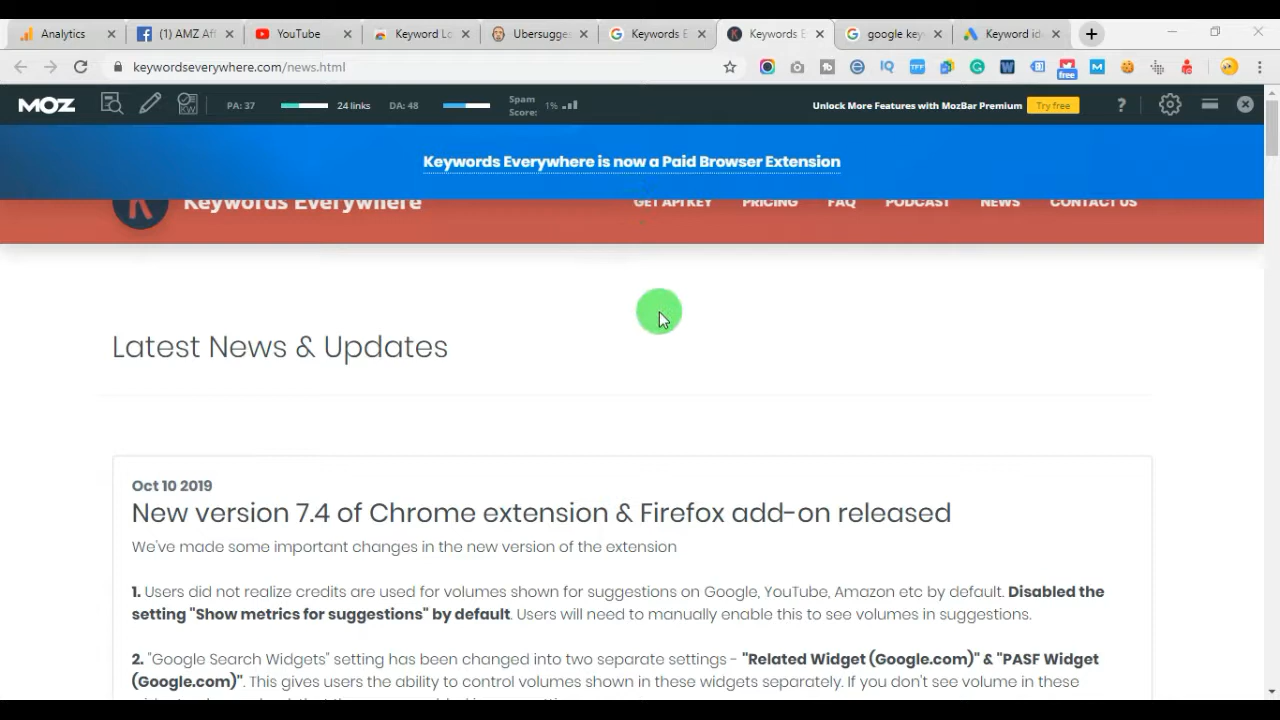 Analytics
(1) AMZ Aff
YouTube
Keyword Lo
Ubersugges
Keywords E
Keywords E
google key
Keyword ide
keywordseverywhere.com/news.html
free
MOZ
PA: 37
24 links
DA: 48
Spam
Score:
1%
Unlock More Features with MozBar Premium
Try free
?
Keywords Everywhere is now a Paid Browser Extension
Keywords Everywhere
GET API KEY
PRICING
FAQ
PODCAST
NEWS
CONTACT US
Latest News & Updates
Oct 10 2019
New version 7.4 of Chrome extension & Firefox add-on released
We've made some important changes in the new version of the extension
1. Users did not realize credits are used for volumes shown for suggestions on Google, YouTube, Amazon etc by default. Disabled the
setting "Show metrics for suggestions" by default. Users will need to manually enable this to see volumes in suggestions.
2. "Google Search Widgets" setting has been changed into two separate settings - "Related Widget (Google.com)" & "PASF Widget
(Google.com)". This gives users the ability to control volumes shown in these widgets separately. If you don't see volume in these